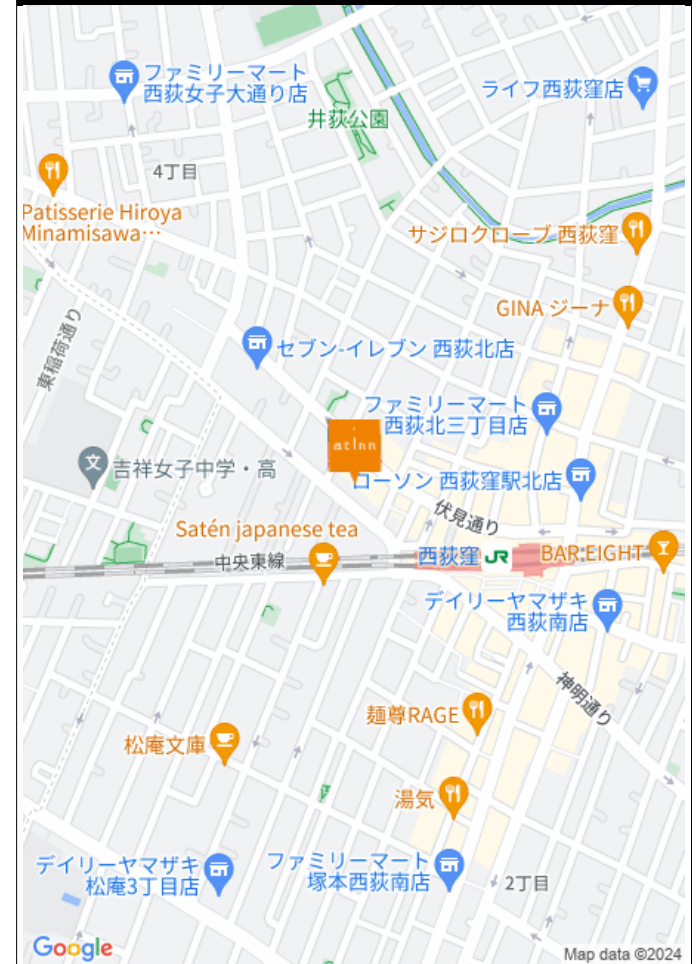 ファミリーマート
西荻女子大通り店
ライフ西荻窪店
井荻公園
4丁目
Patisserie Hiroya
Minamisawa…
サジロクローブ 西荻窪
GINA ジーナ
東稲荷通り
セブン-イレブン 西荻北店
ファミリーマート
西荻北三丁目店
at Inn
文
吉祥女子中学・高
ローソン 西荻窪駅北店
伏見通り
Satén japanese tea
中央東線
西荻窪 JR
BAR EIGHT
デイリーヤマザキ
西荻南店
神明通り
麺尊RAGE
松庵文庫
湯気
デイリーヤマザキ
松庵3丁目店
ファミリーマート
塚本西荻南店
2丁目
Google
Map data ©2024